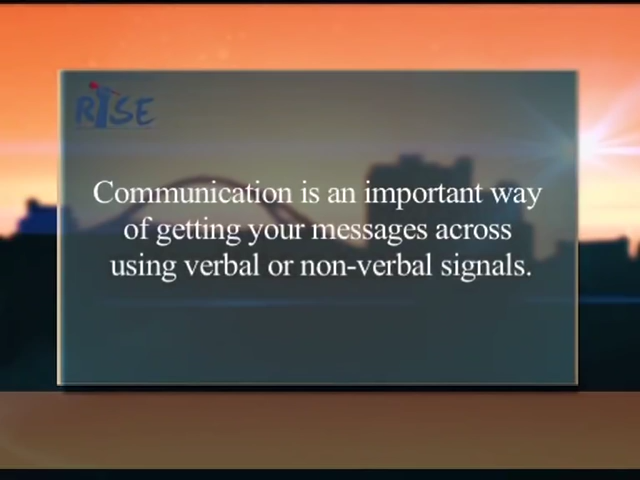 RISE
Communication is an important way
of getting your messages across
using verbal or non-verbal signals.